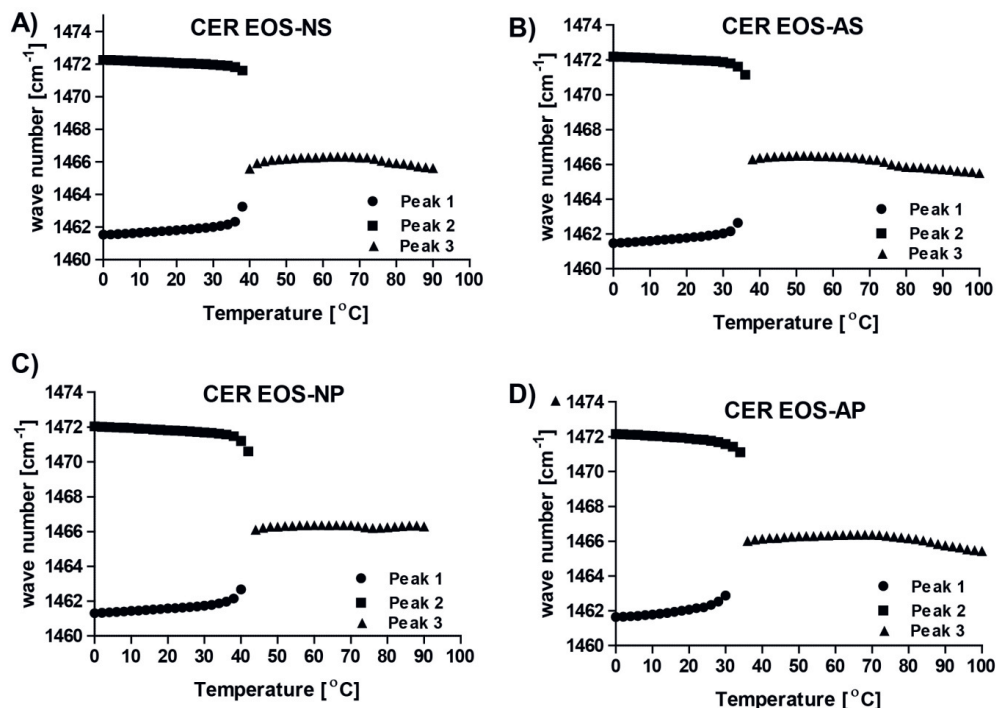 A)
CER EOS-NS
1474
1472
1470
1468
1466
1464
1462
1460
wave number [cm⁻¹]
Peak 1
Peak 2
Peak 3
0 10 20 30 40 50 60 70 80 90 100
Temperature [°C]
B)
CER EOS-AS
1474
1472
1470
1468
1466
1464
1462
1460
wave number [cm⁻¹]
Peak 1
Peak 2
Peak 3
0 10 20 30 40 50 60 70 80 90 100
Temperature [°C]
C)
CER EOS-NP
1474
1472
1470
1468
1466
1464
1462
1460
wave number [cm⁻¹]
Peak 1
Peak 2
Peak 3
0 10 20 30 40 50 60 70 80 90 100
Temperature [°C]
D)
CER EOS-AP
1474
1472
1470
1468
1466
1464
1462
1460
wave number [cm⁻¹]
Peak 1
Peak 2
Peak 3
0 10 20 30 40 50 60 70 80 90 100
Temperature [°C]